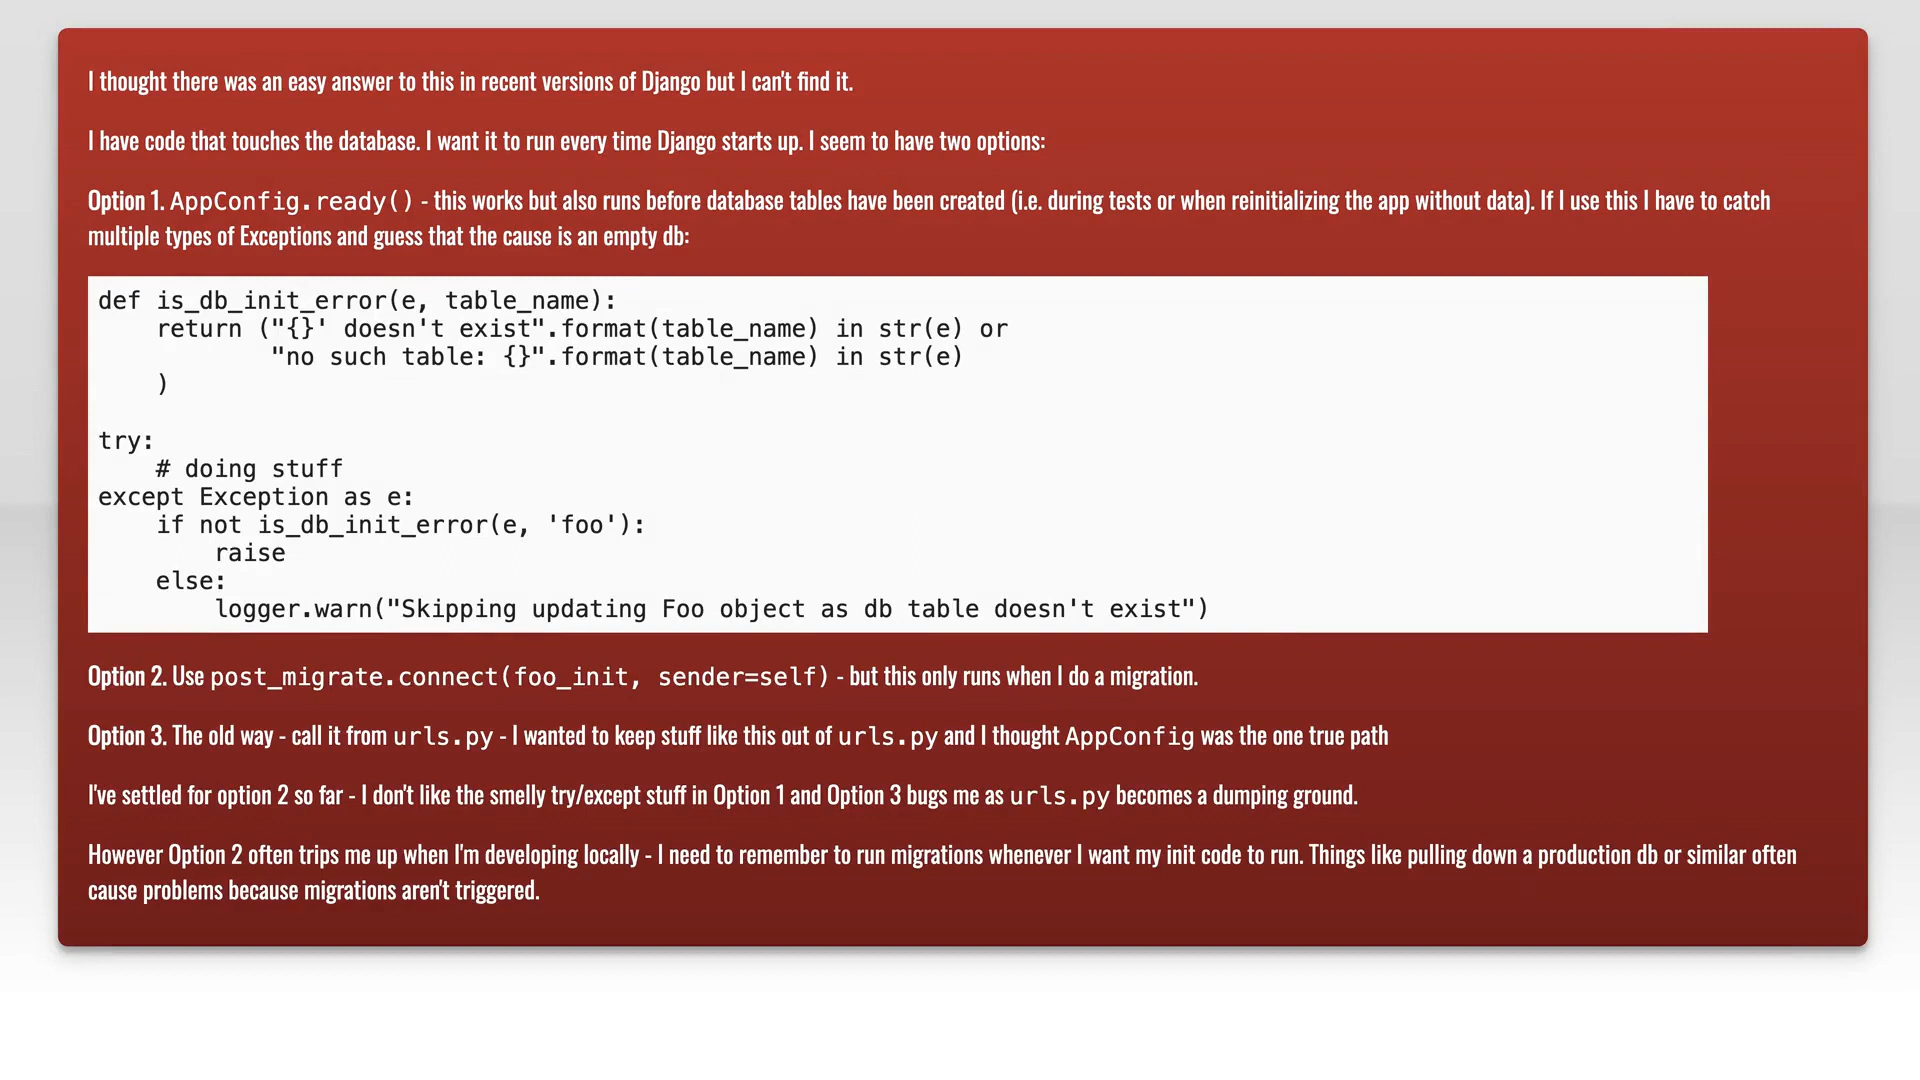 I thought there was an easy answer to this in recent versions of Django but I can't find it.
I have code that touches the database. I want it to run every time Django starts up. I seem to have two options:
Option 1. AppConfig.ready() - this works but also runs before database tables have been created (i.e. during tests or when reinitializing the app without data). If I use this I have to catch
multiple types of Exceptions and guess that the cause is an empty db:
def is_db_init_error(e, table_name):
    return ("{}' doesn't exist".format(table_name) in str(e) or
            "no such table: {}".format(table_name) in str(e)
    )
try:
    # doing stuff
except Exception as e:
    if not is_db_init_error(e, 'foo'):
        raise
    else:
        logger.warn("Skipping updating Foo object as db table doesn't exist")
Option 2. Use post_migrate.connect(foo_init, sender=self) - but this only runs when I do a migration.
Option 3. The old way - call it from urls.py - I wanted to keep stuff like this out of urls.py and I thought AppConfig was the one true path
I've settled for option 2 so far - I don't like the smelly try/except stuff in Option 1 and Option 3 bugs me as urls.py becomes a dumping ground.
However Option 2 often trips me up when I'm developing locally - I need to remember to run migrations whenever I want my init code to run. Things like pulling down a production db or similar often
cause problems because migrations aren't triggered.